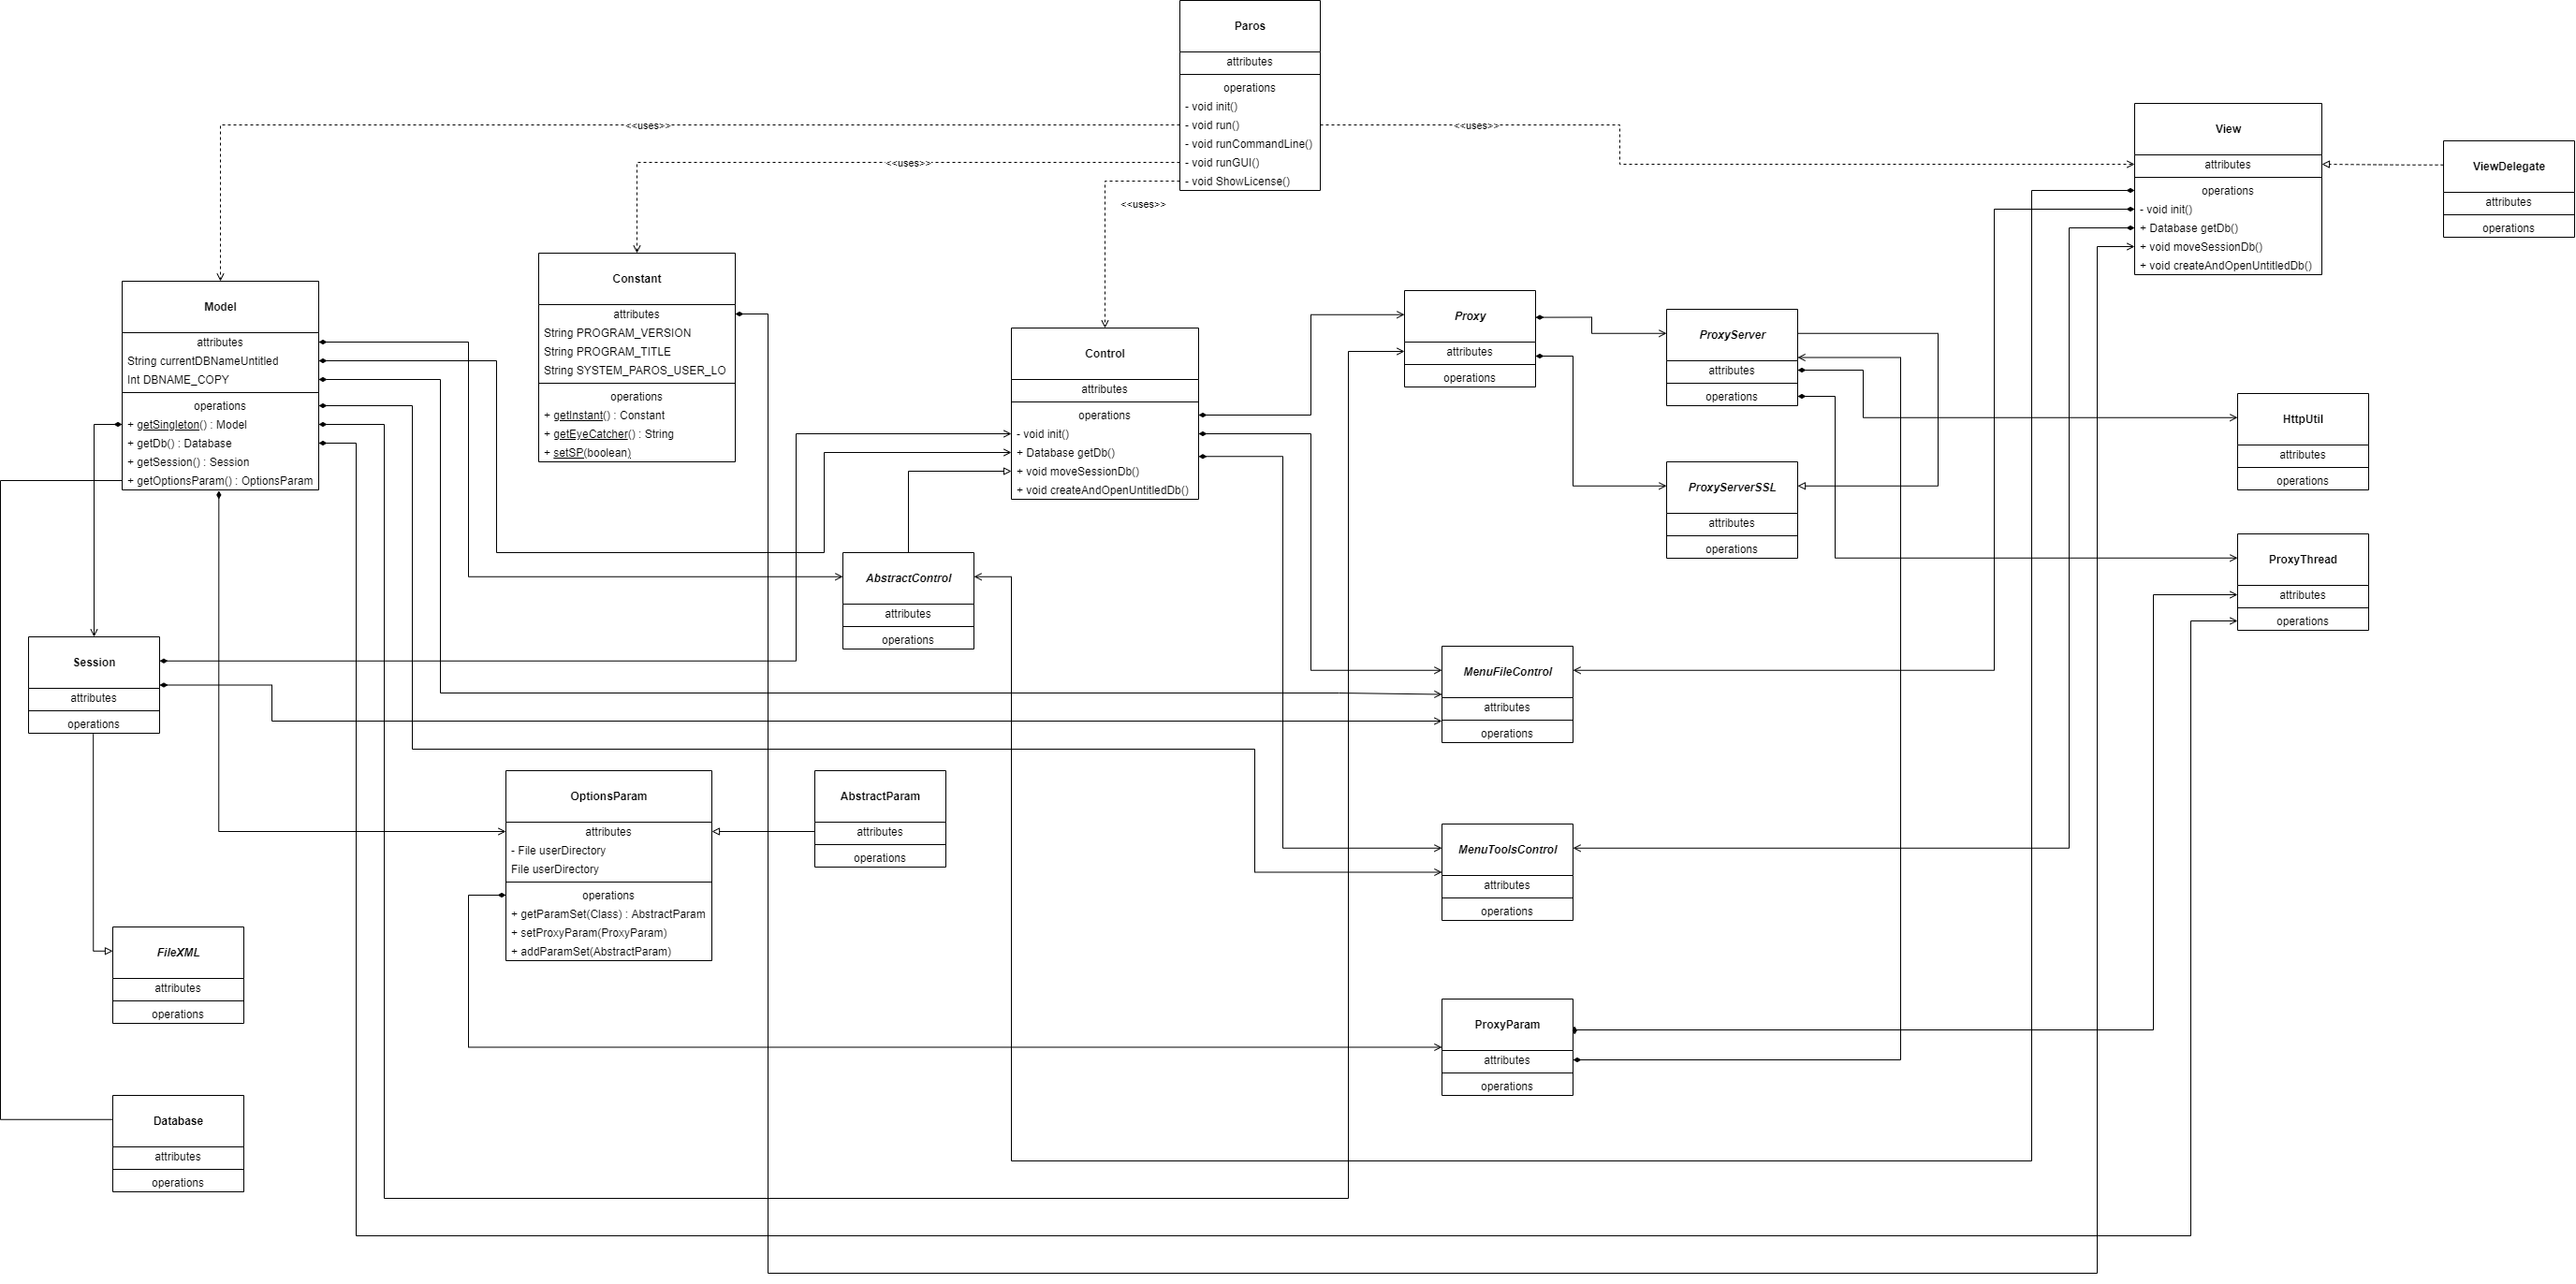 Paros
attributes
operations
- void init()
- void run()
- void runCommandLine()
- void runGUI()
- void ShowLicense()
<<uses>>
<<uses>>
<<uses>>
<<uses>>
View
attributes
operations
- void init()
+ Database getDb()
+ void moveSessionDb()
+ void createAndOpenUntitledDb()
ViewDelegate
attributes
operations
Model
attributes
String currentDBNameUntitled
Int DBNAME_COPY
operations
+ getSingleton() : Model
+ getDb() : Database
+ getSession() : Session
+ getOptionsParam() : OptionsParam
Constant
attributes
String PROGRAM_VERSION
String PROGRAM_TITLE
String SYSTEM_PAROS_USER_LO
operations
+ getInstant() : Constant
+ getEyeCatcher() : String
+ setSP(boolean)
Control
attributes
operations
- void init()
+ Database getDb()
+ void moveSessionDb()
+ void createAndOpenUntitledDb()
Proxy
attributes
operations
ProxyServer
attributes
operations
HttpUtil
attributes
operations
ProxyServerSSL
attributes
operations
ProxyThread
attributes
operations
AbstractControl
attributes
operations
Session
attributes
operations
MenuFileControl
attributes
operations
OptionsParam
attributes
- File userDirectory
File userDirectory
operations
+ getParamSet(Class) : AbstractParam
+ setProxyParam(ProxyParam)
+ addParamSet(AbstractParam)
AbstractParam
attributes
operations
MenuToolsControl
attributes
operations
FileXML
attributes
operations
ProxyParam
attributes
operations
Database
attributes
operations